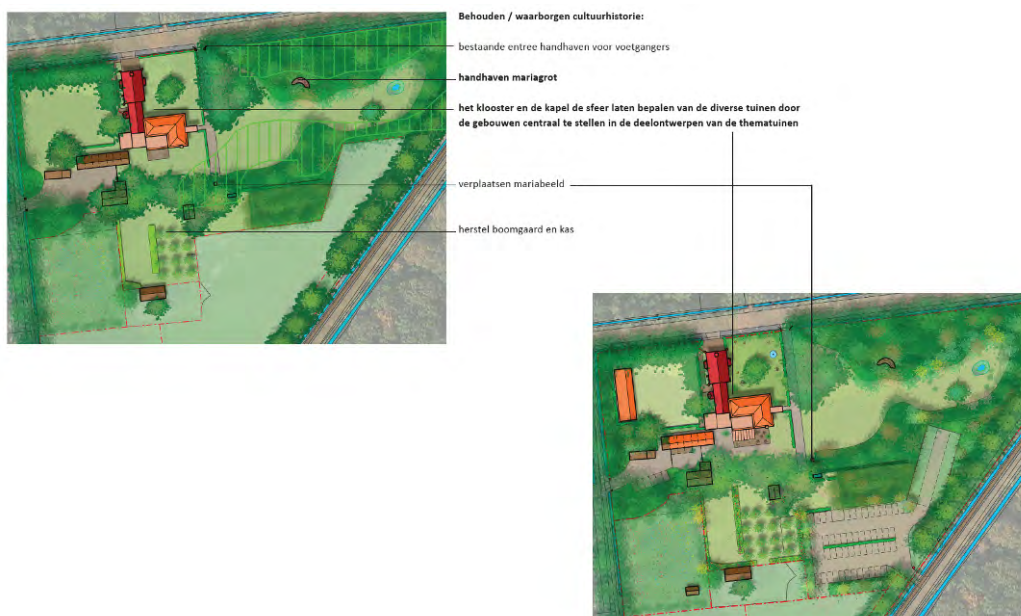 Behouden / waarborgen cultuurhistorie:
bestaande entree handhaven voor voetgangers
handhaven mariagrot
het klooster en de kapel de sfeer laten bepalen van de diverse tuinen door
de gebouwen centraal te stellen in de deelontwerpen van de thematuinen
verplaatsen mariabeeld
herstel boomgaard en kas